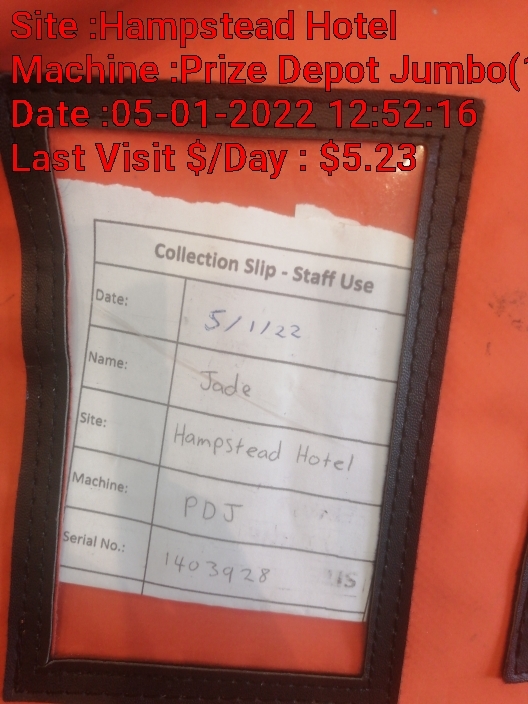 Site :Hampstead Hotel
Machine :Prize Depot Jumbo(
Date :05-01-2022 12:52:16
Last Visit $/Day : $5.23
Collection Slip - Staff Use
Date: 5/1/22
Name: Jade
Site: Hampstead Hotel
Machine: PDJ
Serial No.: 1403928